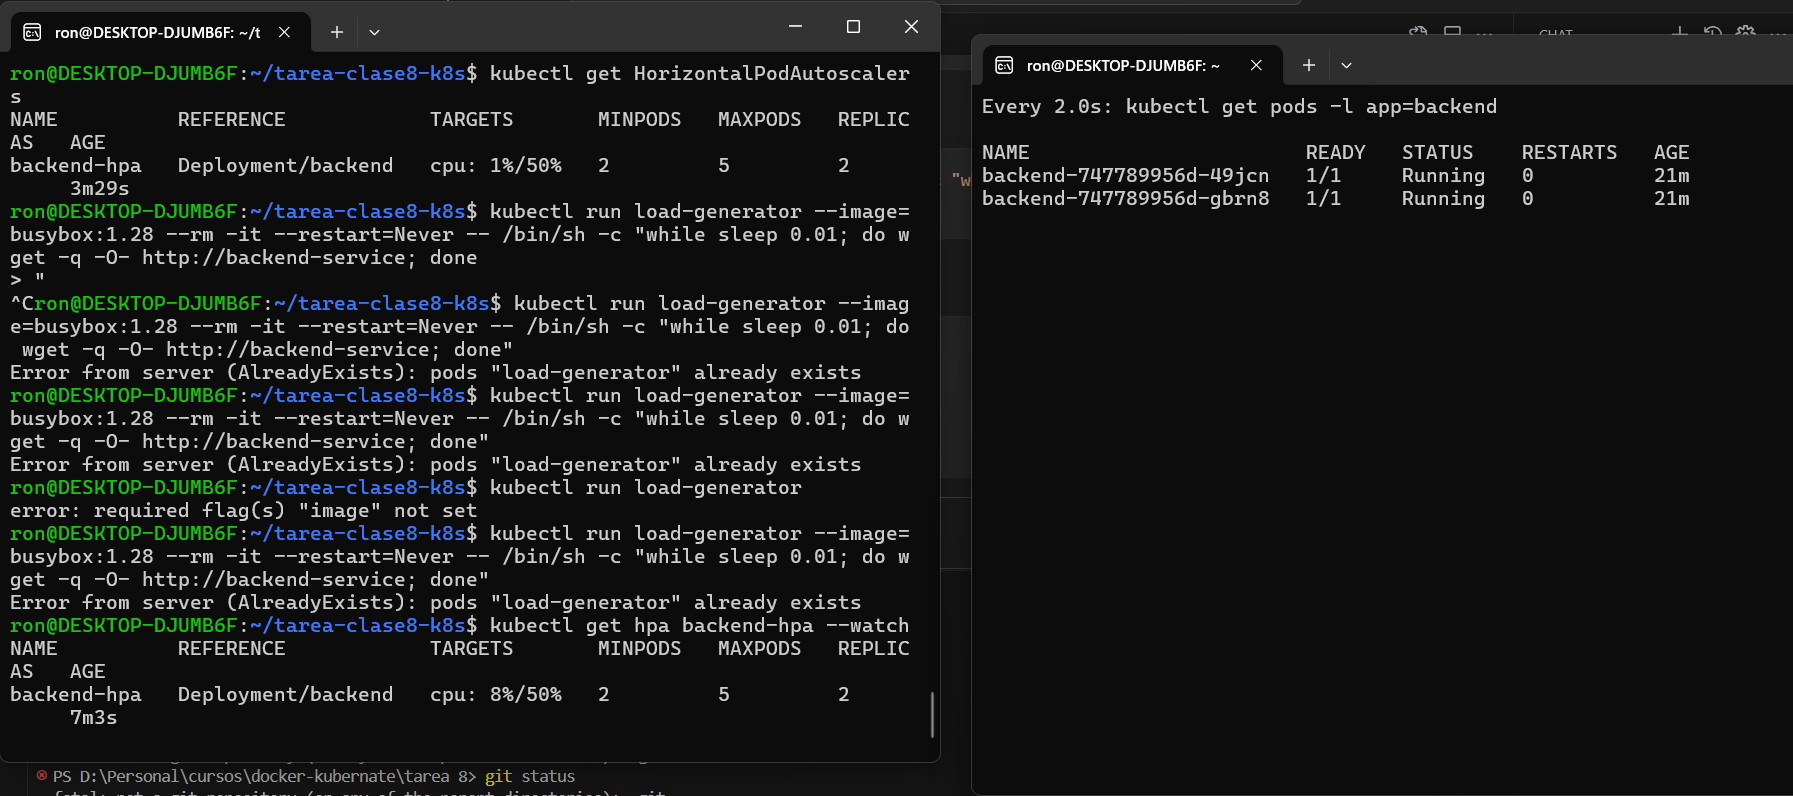 ron@DESKTOP-DJUMB6F: ~/t
ron@DESKTOP-DJUMB6F:~/tarea-clase8-k8s$ kubectl get HorizontalPodAutoscaler
s
NAME          REFERENCE            TARGETS       MINPODS   MAXPODS   REPLIC
AS   AGE
backend-hpa   Deployment/backend   cpu: 1%/50%   2         5         2
     3m29s
ron@DESKTOP-DJUMB6F:~/tarea-clase8-k8s$ kubectl run load-generator --image=
busybox:1.28 --rm -it --restart=Never -- /bin/sh -c "while sleep 0.01; do w
get -q -O- http://backend-service; done
> "
^Cron@DESKTOP-DJUMB6F:~/tarea-clase8-k8s$ kubectl run load-generator --imag
e=busybox:1.28 --rm -it --restart=Never -- /bin/sh -c "while sleep 0.01; do
 wget -q -O- http://backend-service; done"
Error from server (AlreadyExists): pods "load-generator" already exists
ron@DESKTOP-DJUMB6F:~/tarea-clase8-k8s$ kubectl run load-generator --image=
busybox:1.28 --rm -it --restart=Never -- /bin/sh -c "while sleep 0.01; do w
get -q -O- http://backend-service; done"
Error from server (AlreadyExists): pods "load-generator" already exists
ron@DESKTOP-DJUMB6F:~/tarea-clase8-k8s$ kubectl run load-generator
error: required flag(s) "image" not set
ron@DESKTOP-DJUMB6F:~/tarea-clase8-k8s$ kubectl run load-generator --image=
busybox:1.28 --rm -it --restart=Never -- /bin/sh -c "while sleep 0.01; do w
get -q -O- http://backend-service; done"
Error from server (AlreadyExists): pods "load-generator" already exists
ron@DESKTOP-DJUMB6F:~/tarea-clase8-k8s$ kubectl get hpa backend-hpa --watch
NAME          REFERENCE            TARGETS       MINPODS   MAXPODS   REPLIC
AS   AGE
backend-hpa   Deployment/backend   cpu: 8%/50%   2         5         2
     7m3s
PS D:\Personal\cursos\docker-kubernate\tarea 8> git status
CHAT
"w
ron@DESKTOP-DJUMB6F: ~
Every 2.0s: kubectl get pods -l app=backend
NAME                       READY   STATUS    RESTARTS   AGE
backend-747789956d-49jcn   1/1     Running   0          21m
backend-747789956d-gbrn8   1/1     Running   0          21m